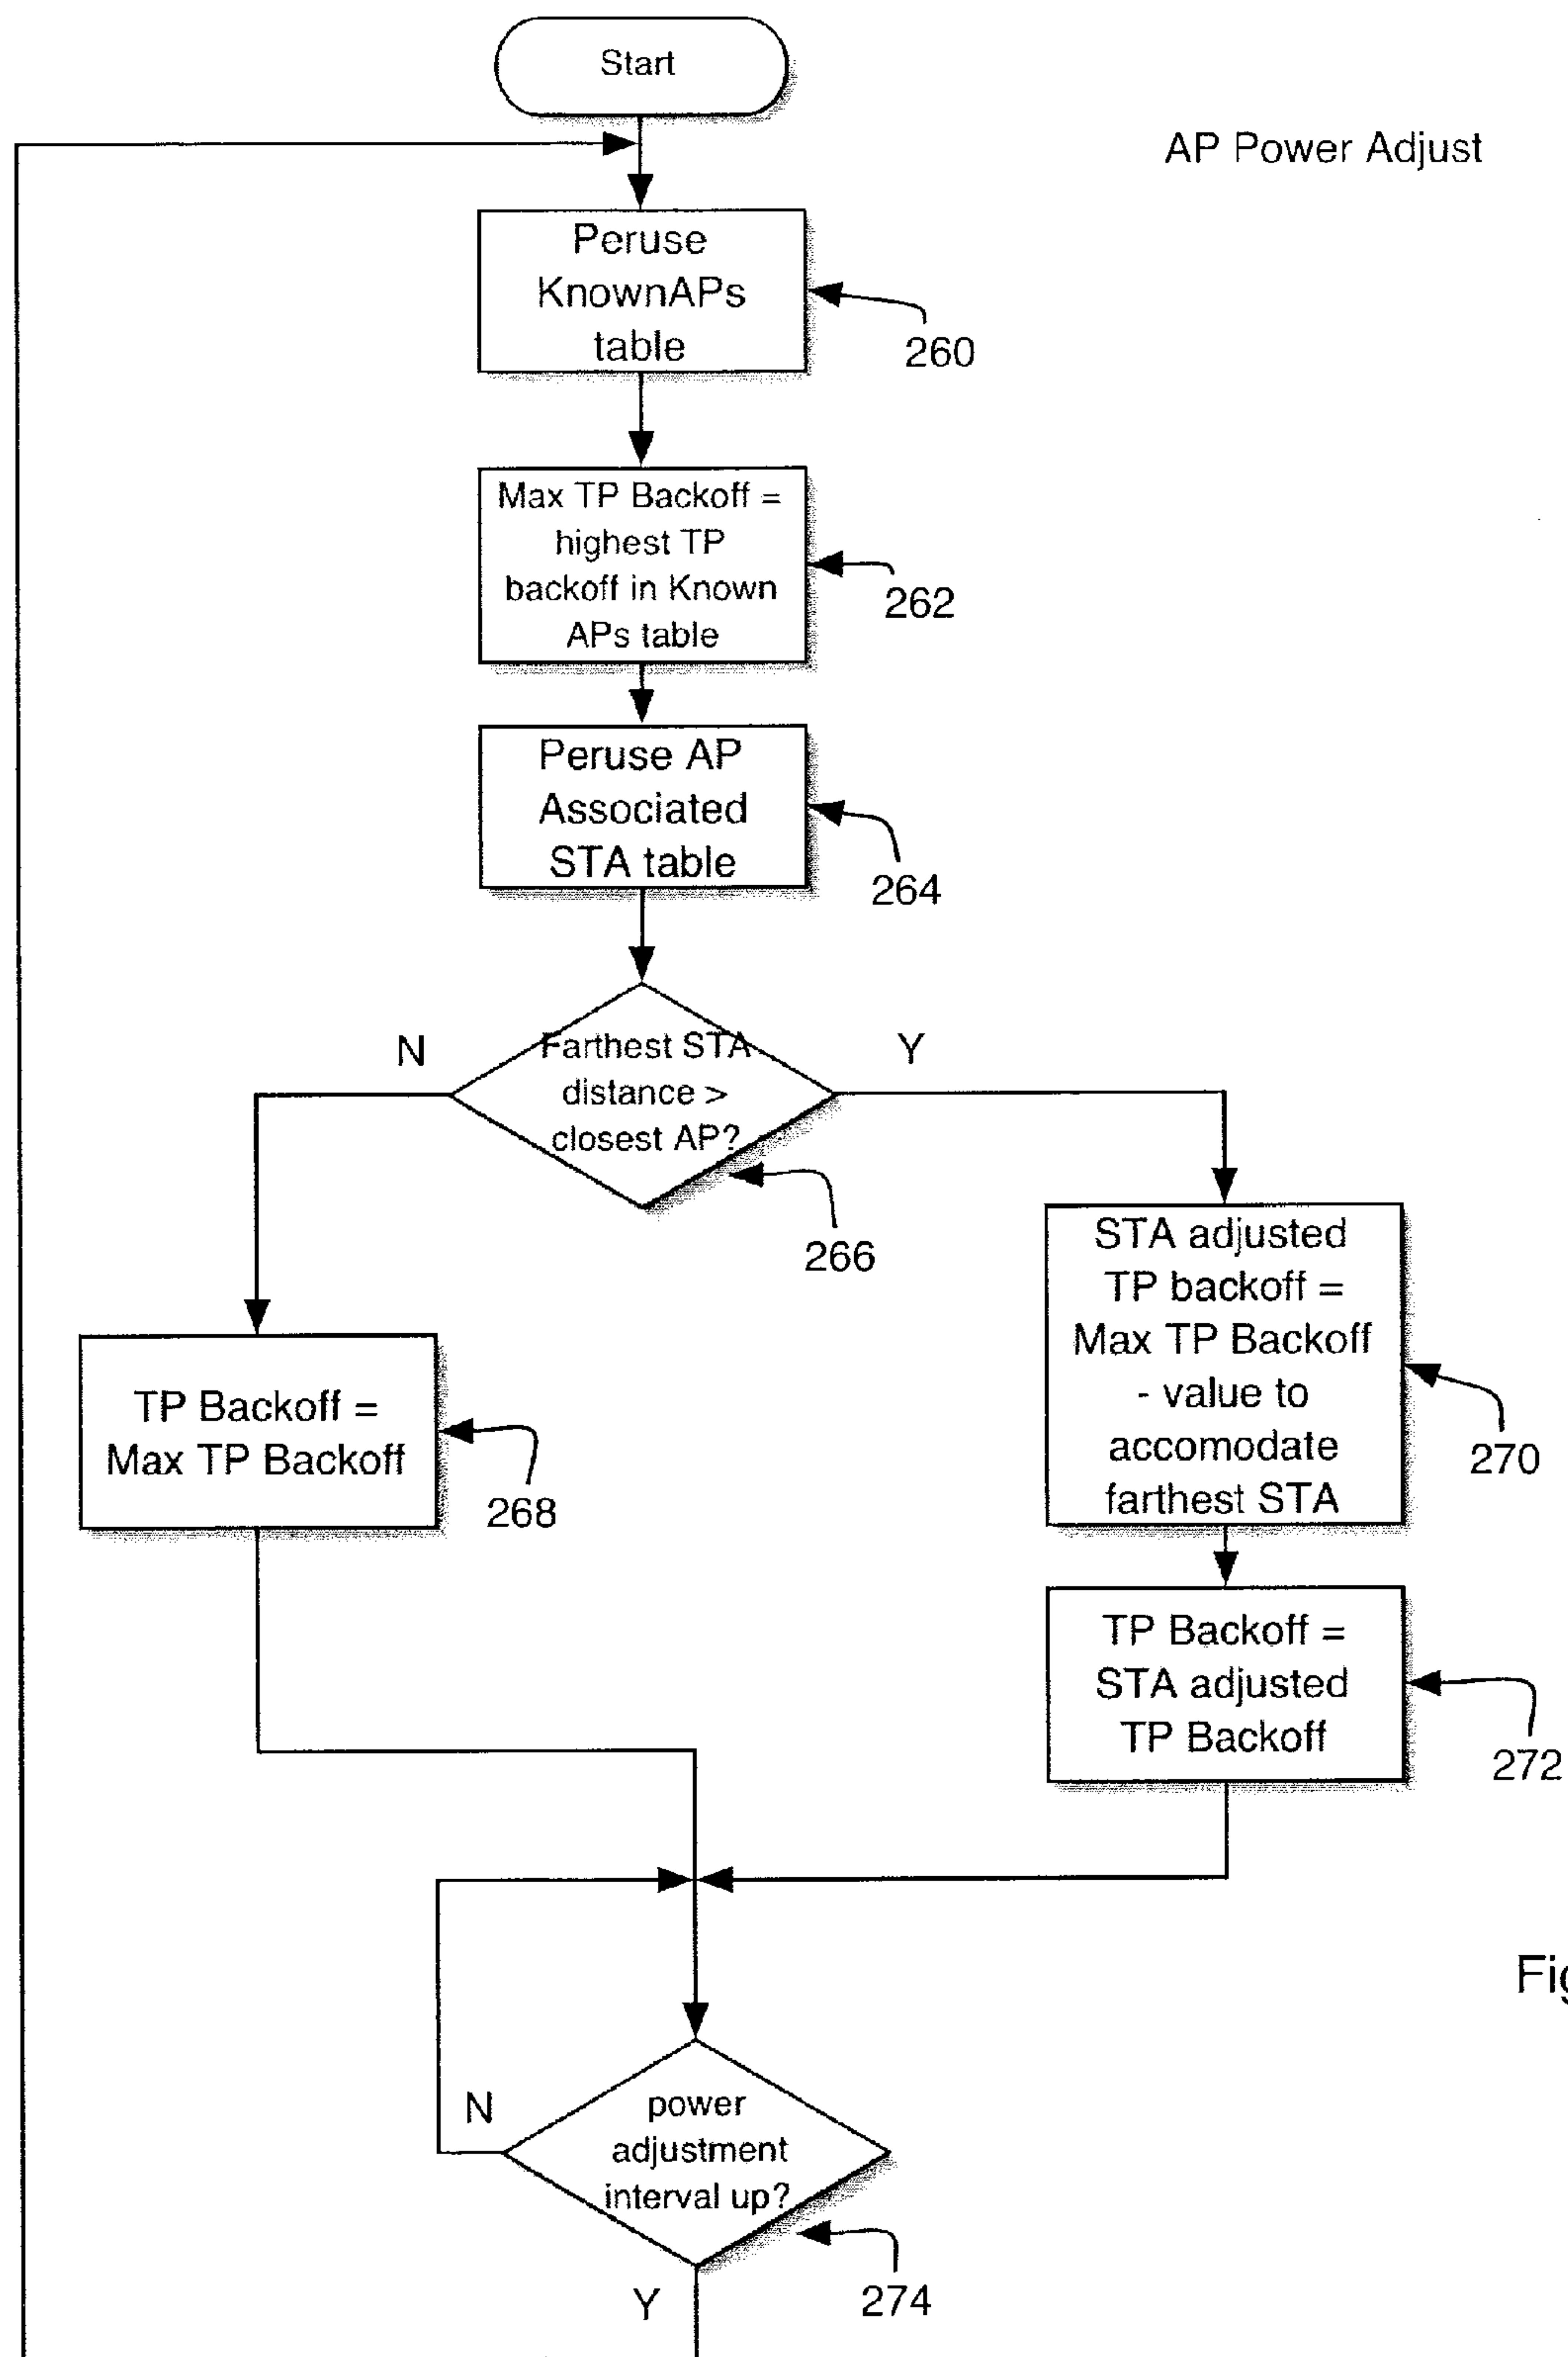 Start
AP Power Adjust
Peruse
KnownAPs
table
260
Max TP Backoff =
highest TP
backoff in Known
APs table
262
Peruse AP
Associated
STA table
264
N
Farthest STA
distance >
closest AP?
Y
266
STA adjusted
TP backoff =
Max TP Backoff
- value to
accomodate
farthest STA
270
TP Backoff =
Max TP Backoff
268
TP Backoff =
STA adjusted
TP Backoff
272
N
power
adjustment
interval up?
Y
274